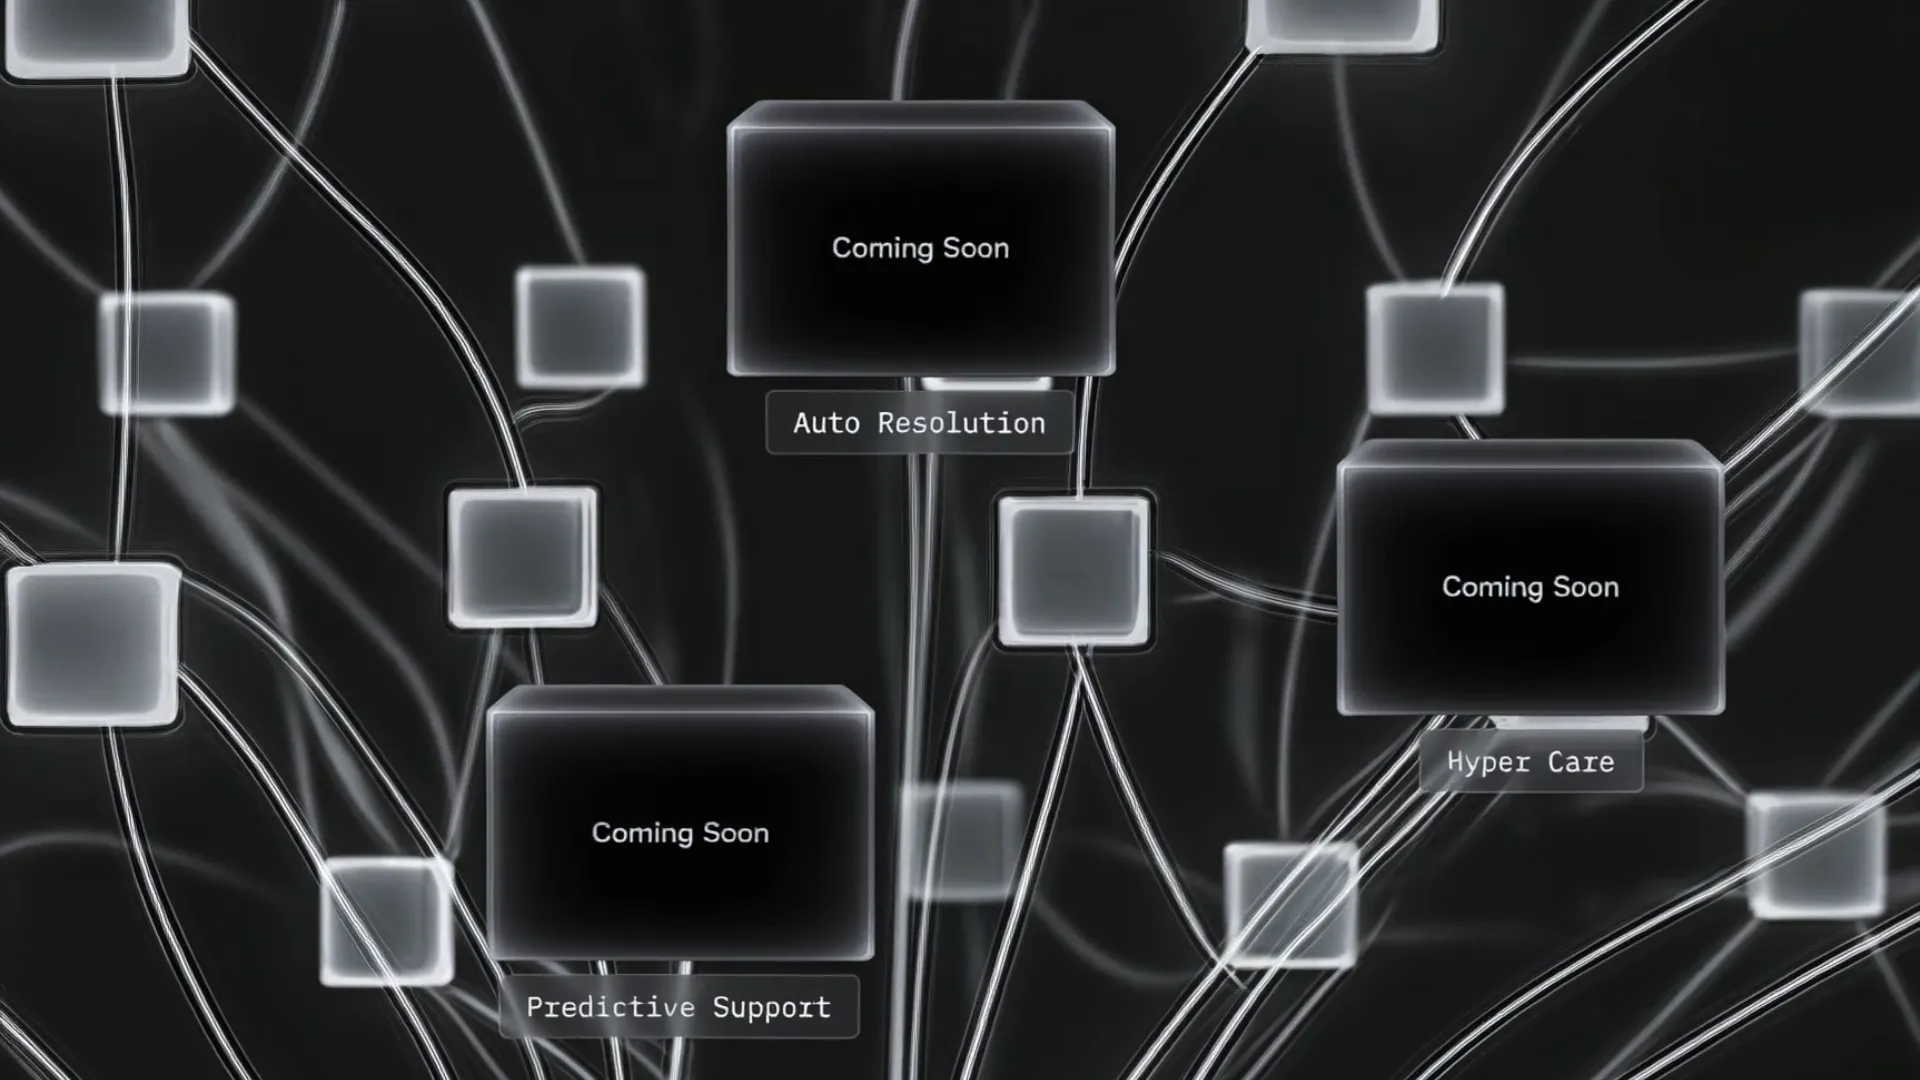 Coming Soon
Auto Resolution
Coming Soon
Hyper Care
Coming Soon
Predictive Support